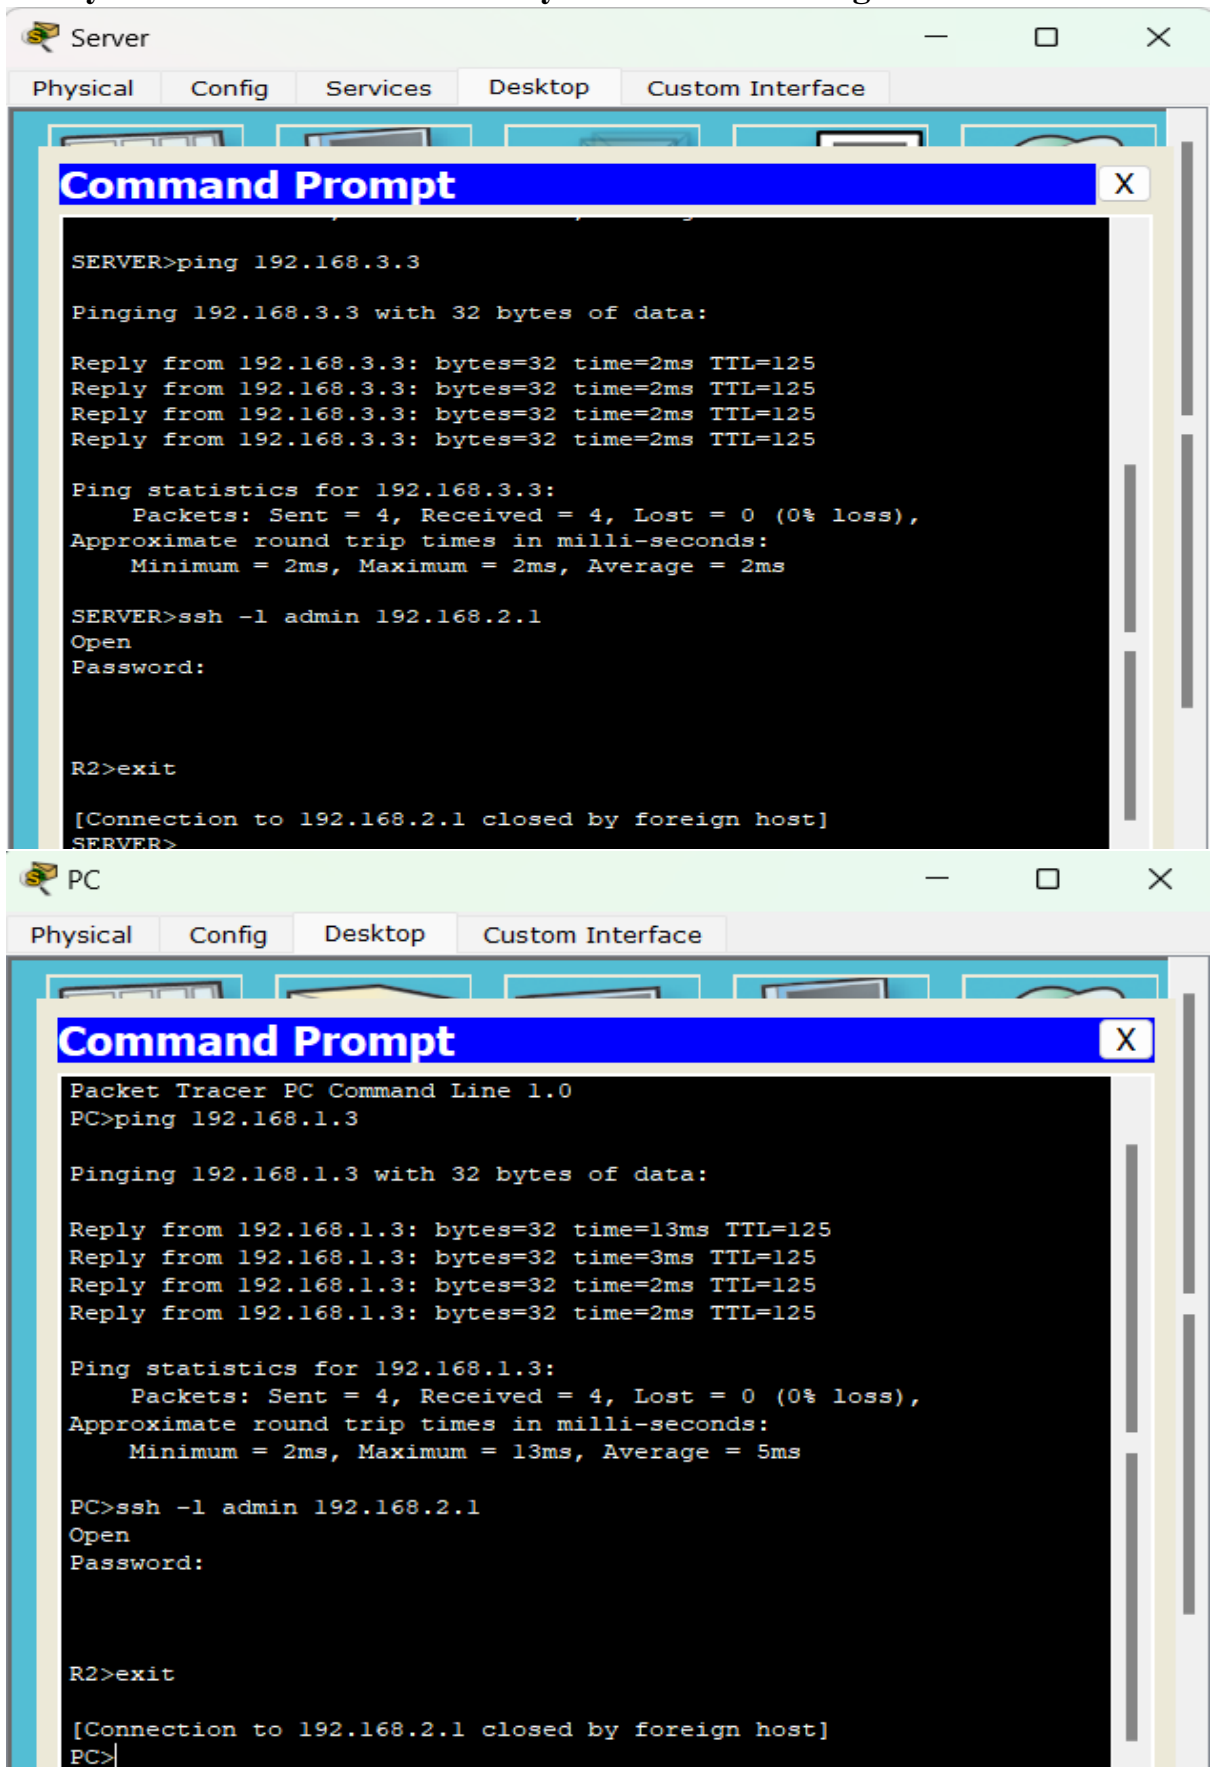 Server
Physical Config Services Desktop Custom Interface
Command Prompt X
SERVER>ping 192.168.3.3
Pinging 192.168.3.3 with 32 bytes of data:
Reply from 192.168.3.3: bytes=32 time=2ms TTL=125
Reply from 192.168.3.3: bytes=32 time=2ms TTL=125
Reply from 192.168.3.3: bytes=32 time=2ms TTL=125
Reply from 192.168.3.3: bytes=32 time=2ms TTL=125
Ping statistics for 192.168.3.3:
Packets: Sent = 4, Received = 4, Lost = 0 (0% loss),
Approximate round trip times in milli-seconds:
Minimum = 2ms, Maximum = 2ms, Average = 2ms
SERVER>ssh -l admin 192.168.2.1
Open
Password:
R2>exit
[Connection to 192.168.2.1 closed by foreign host]
SERVER>
PC
Physical Config Desktop Custom Interface
Command Prompt X
Packet Tracer PC Command Line 1.0
PC>ping 192.168.1.3
Pinging 192.168.1.3 with 32 bytes of data:
Reply from 192.168.1.3: bytes=32 time=13ms TTL=125
Reply from 192.168.1.3: bytes=32 time=3ms TTL=125
Reply from 192.168.1.3: bytes=32 time=2ms TTL=125
Reply from 192.168.1.3: bytes=32 time=2ms TTL=125
Ping statistics for 192.168.1.3:
Packets: Sent = 4, Received = 4, Lost = 0 (0% loss),
Approximate round trip times in milli-seconds:
Minimum = 2ms, Maximum = 13ms, Average = 5ms
PC>ssh -l admin 192.168.2.1
Open
Password:
R2>exit
[Connection to 192.168.2.1 closed by foreign host]
PC>